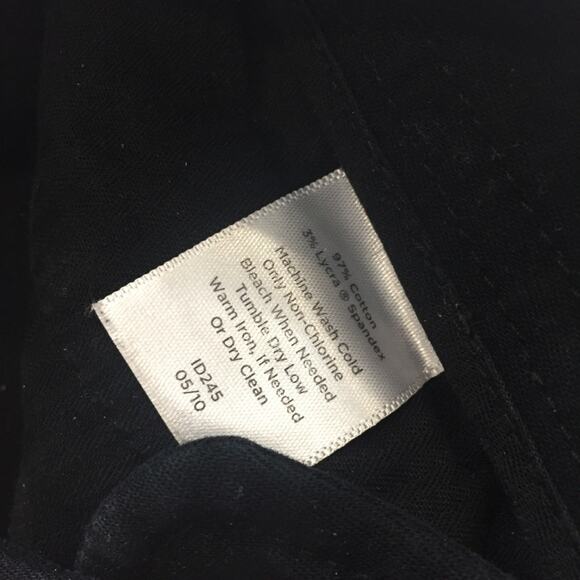 97% Cotton
3% Lycra ® Spandex
Machine Wash Cold
Only Non-Chlorine
Bleach When Needed
Tumble Dry Low
Warm Iron, if Needed
Or Dry Clean
ID245
05/10